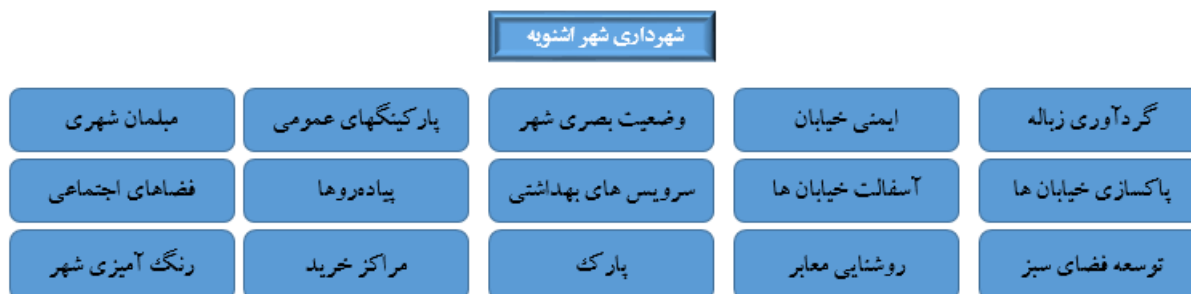 شهرداری شهر اشنویه
گردآوری زباله
ایمنی خیابان
وضعیت بصری شهر
پارکینگهای عمومی
مبلمان شهری
پاکسازی خیابان ها
آسفالت خیابان ها
سرویس های بهداشتی
پیاده‌روها
فضاهای اجتماعی
توسعه فضای سبز
روشنایی معابر
پارک
مراکز خرید
رنگ آمیزی شهر